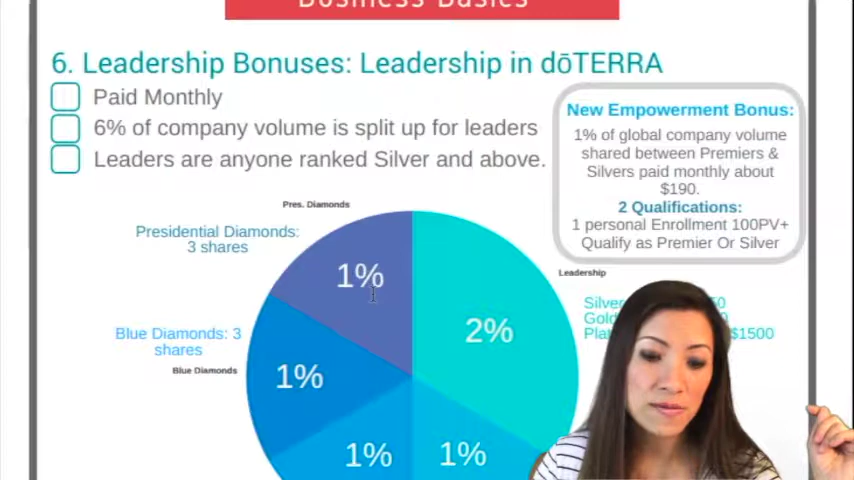 Business Basics
6. Leadership Bonuses: Leadership in dōTERRA
Paid Monthly
6% of company volume is split up for leaders
Leaders are anyone ranked Silver and above.
New Empowerment Bonus:
1% of global company volume
shared between Premiers &
Silvers paid monthly about
$190.
2 Qualifications:
1 personal Enrollment 100PV+
Qualify as Premier Or Silver
Pres. Diamonds
Presidential Diamonds:
3 shares
1%
Leadership
2%
Silver
Gold
$1500
Blue Diamonds: 3
shares
Blue Diamonds
1%
1%
1%